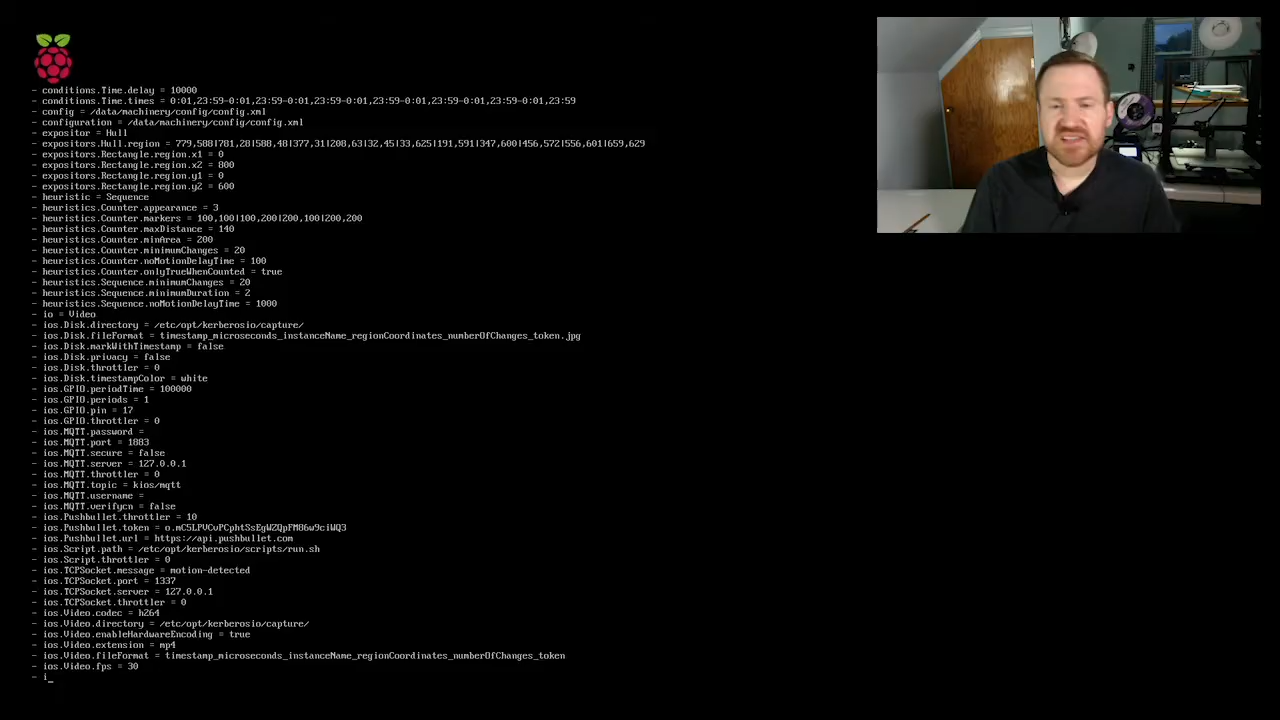 - conditions.Time.delay = 10000
- conditions.Time.times = 0:01,23:59-0:01,23:59-0:01,23:59-0:01,23:59-0:01,23:59-0:01,23:59-0:01,23:59
- config = /data/machinery/config/config.xml
- configuration = /data/machinery/config/config.xml
- expositor = Hull
- expositors.Hull.region = 779,588|781,28|588,48|377,31|208,63|32,45|33,625|191,591|347,600|456,572|556,601|659,629
- expositors.Rectangle.region.x1 = 0
- expositors.Rectangle.region.x2 = 800
- expositors.Rectangle.region.y1 = 0
- expositors.Rectangle.region.y2 = 600
- heuristic = Sequence
- heuristics.Counter.appearance = 3
- heuristics.Counter.markers = 100,100|100,200|200,100|200,200
- heuristics.Counter.maxDistance = 140
- heuristics.Counter.minArea = 200
- heuristics.Counter.minimumChanges = 20
- heuristics.Counter.noMotionDelayTime = 100
- heuristics.Counter.onlyTrueWhenCounted = true
- heuristics.Sequence.minimumChanges = 20
- heuristics.Sequence.minimumDuration = 2
- heuristics.Sequence.noMotionDelayTime = 1000
- io = Video
- ios.Disk.directory = /etc/opt/kerberosio/capture/
- ios.Disk.fileFormat = timestamp_microseconds_instanceName_regionCoordinates_numberOfChanges_token.jpg
- ios.Disk.markWithTimestamp = false
- ios.Disk.privacy = false
- ios.Disk.throttler = 0
- ios.Disk.timestampColor = white
- ios.GPIO.periodTime = 100000
- ios.GPIO.periods = 1
- ios.GPIO.pin = 17
- ios.GPIO.throttler = 0
- ios.MQTT.password =
- ios.MQTT.port = 1883
- ios.MQTT.secure = false
- ios.MQTT.server = 127.0.0.1
- ios.MQTT.throttler = 0
- ios.MQTT.topic = kios/mqtt
- ios.MQTT.username =
- ios.MQTT.verifycn = false
- ios.Pushbullet.throttler = 10
- ios.Pushbullet.token = o.mC5LPVCvPCphtSsEgWZQpFM86w9ciWQ3
- ios.Pushbullet.url = https://api.pushbullet.com
- ios.Script.path = /etc/opt/kerberosio/scripts/run.sh
- ios.Script.throttler = 0
- ios.TCPSocket.message = motion-detected
- ios.TCPSocket.port = 1337
- ios.TCPSocket.server = 127.0.0.1
- ios.TCPSocket.throttler = 0
- ios.Video.codec = h264
- ios.Video.directory = /etc/opt/kerberosio/capture/
- ios.Video.enableHardwareEncoding = true
- ios.Video.extension = mp4
- ios.Video.fileFormat = timestamp_microseconds_instanceName_regionCoordinates_numberOfChanges_token
- ios.Video.fps = 30
- i_